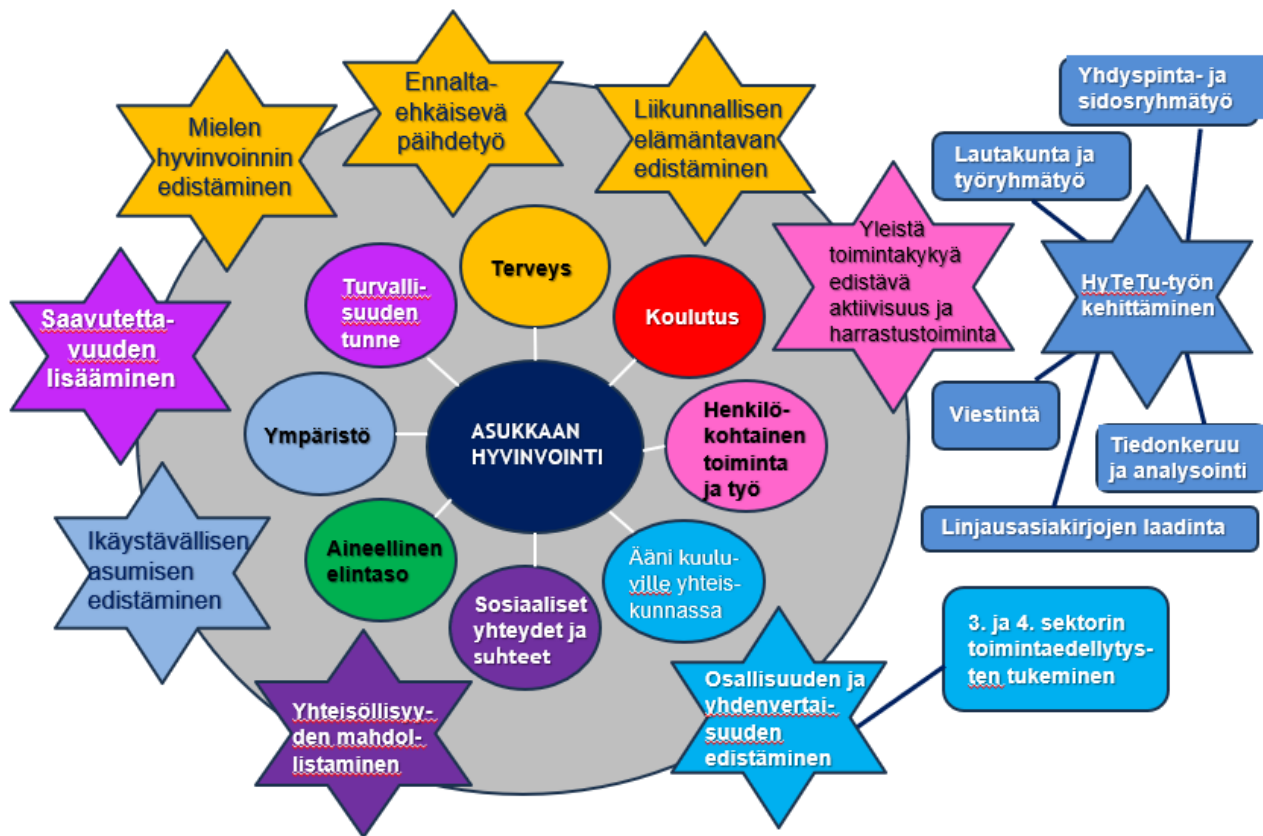 Ennalta-
ehkäisevä
päihdetyö
Mielen
hyvinvoinnin
edistäminen
Liikunnallisen
elämäntavan
edistäminen
Yhdyspinta- ja
sidosryhmätyö
Lautakunta ja
työryhmätyö
Yleistä
toimintakykyä
edistävä
aktiivisuus ja
harrastustoiminta
HyTeTu-työn
kehittäminen
Terveys
Turvalli-
suuden
tunne
Koulutus
Saavutetta-
vuuden
lisääminen
Ympäristö
ASUKKAAN
HYVINVOINTI
Henkilö-
kohtainen
toiminta
ja työ
Viestintä
Tiedonkeruu
ja analysointi
Linjausasiakirjojen laadinta
Ikäystävällisen
asumisen
edistäminen
Aineellinen
elintaso
Sosiaaliset
yhteydet ja
suhteet
Ääni kuulu-
ville yhteis-
kunnassa
3. ja 4. sektorin
toimintaedellytys-
ten tukeminen
Yhteisöllisyy-
den mahdol-
listaminen
Osallisuuden ja
yhdenvertai-
suuden
edistäminen